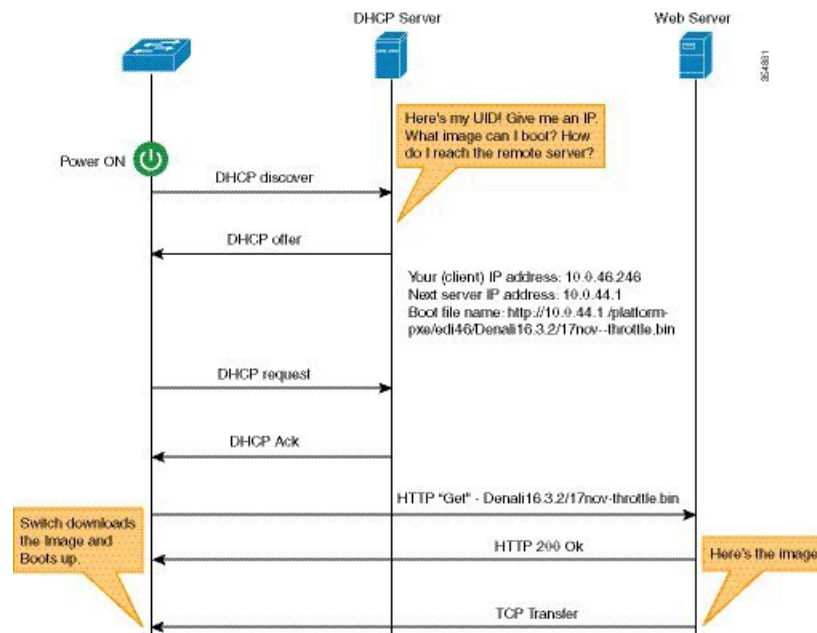 DHCP Server
Web Server
Here's my UID! Give me an IP.
What image can I boot? How
do I reach the remote server?
Power ON
DHCP discover
DHCP offer
Your (client) IP address: 10.0.46.246
Next server IP address: 10.0.44.1
Boot file name: http://10.0.44.1 /platform-
pxe/edi46/Denali16.3.2/17nov--throttle.bin
DHCP request
DHCP Ack
HTTP "Get" - Denali16.3.2/17nov-throttle.bin
Switch downloads
the Image and
Boots up.
HTTP 200 Ok
Here's the image
TCP Transfer